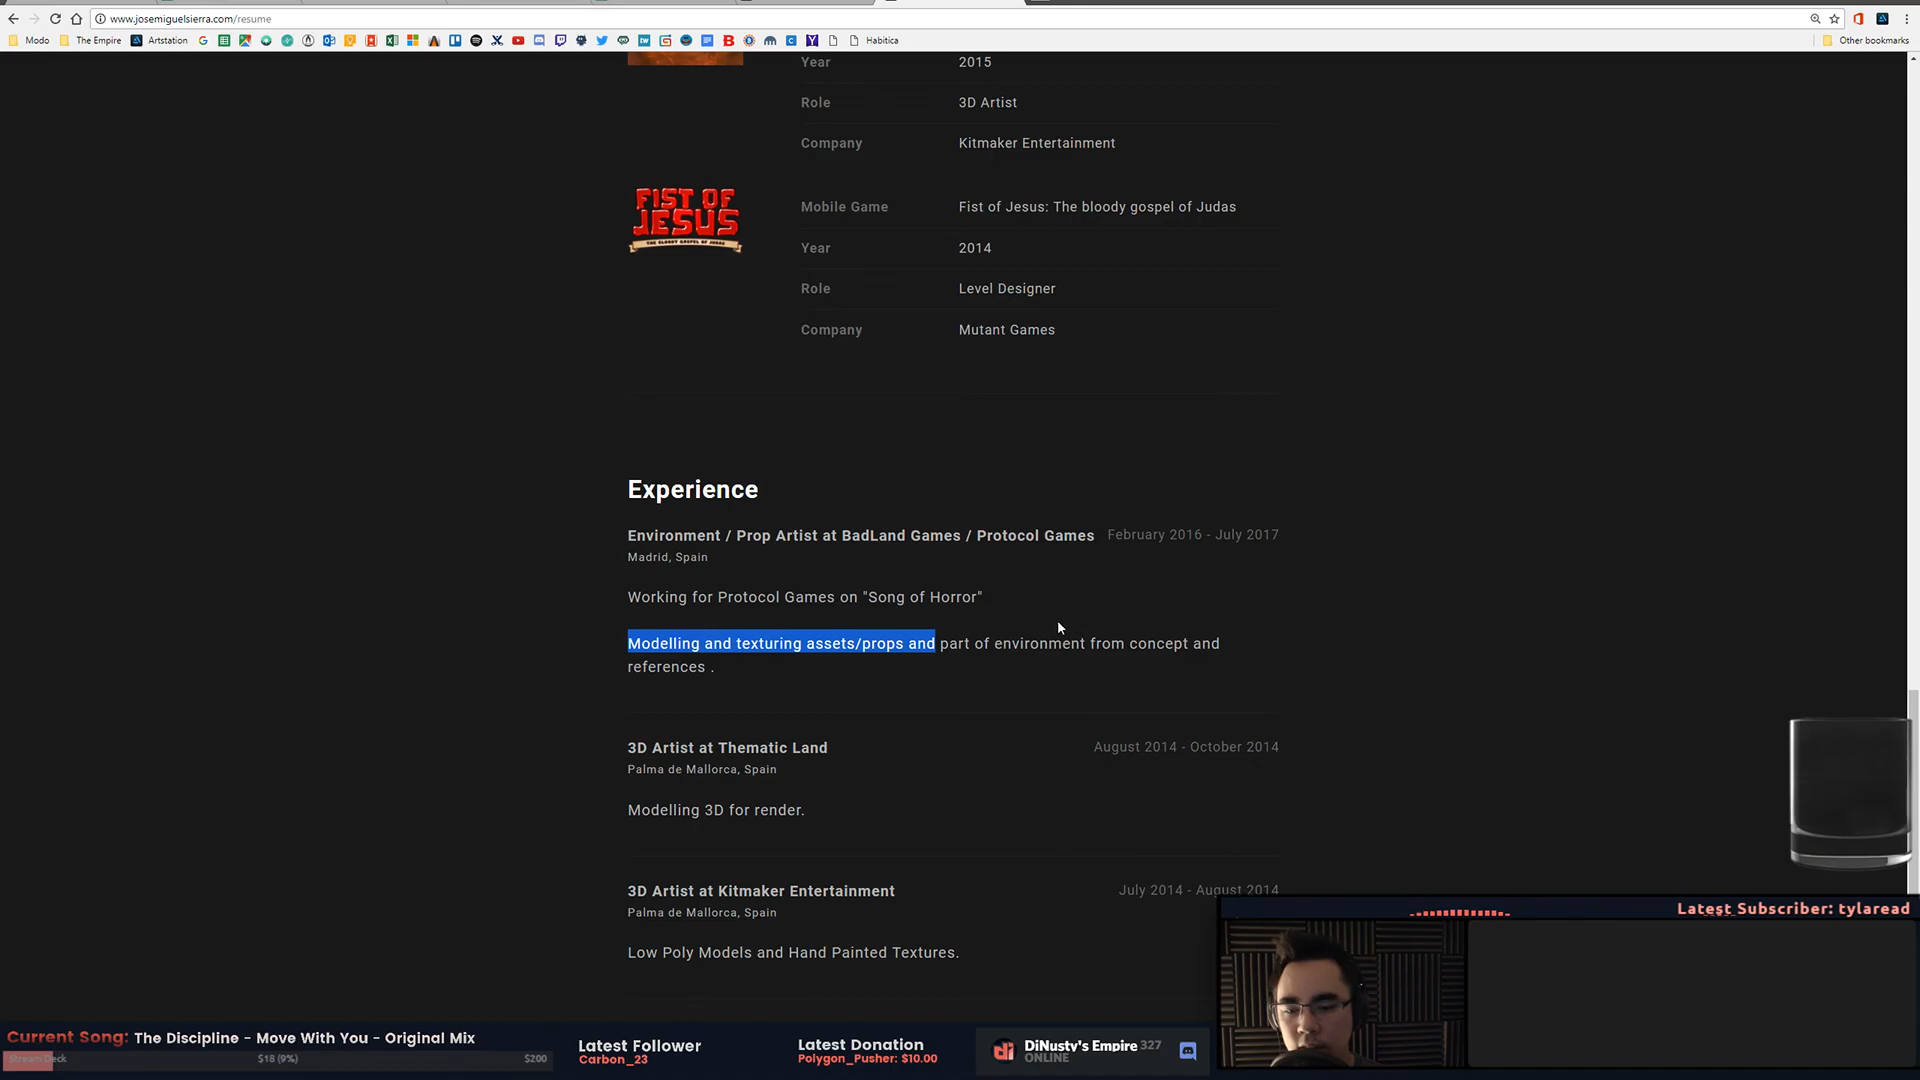 www.josemiguelsierra.com/resume
Modo
The Empire
Artstation
Habitica
Other bookmarks
Year 2015
Role 3D Artist
Company Kitmaker Entertainment
FIST OF
JESUS
THE BLOODY GOSPEL OF JUDAS
Mobile Game Fist of Jesus: The bloody gospel of Judas
Year 2014
Role Level Designer
Company Mutant Games
Experience
Environment / Prop Artist at BadLand Games / Protocol Games February 2016 - July 2017
Madrid, Spain
Working for Protocol Games on "Song of Horror"
Modelling and texturing assets/props and part of environment from concept and
references .
3D Artist at Thematic Land August 2014 - October 2014
Palma de Mallorca, Spain
Modelling 3D for render.
3D Artist at Kitmaker Entertainment July 2014 - August 2014
Palma de Mallorca, Spain
Low Poly Models and Hand Painted Textures.
Latest Subscriber: tylaread
Current Song: The Discipline - Move With You - Original Mix
Stream Deck $18 (9%) $200
Latest Follower
Carbon_23
Latest Donation
Polygon_Pusher: $10.00
DiNusty's Empire 327
ONLINE